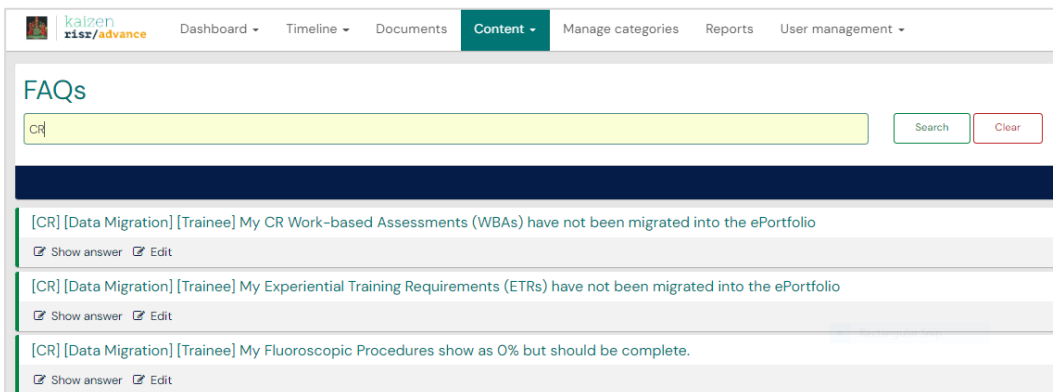 kaizen
risr/advance
Dashboard Timeline Documents Content Manage categories Reports User management
FAQs
CR Search Clear
[CR] [Data Migration] [Trainee] My CR Work-based Assessments (WBAs) have not been migrated into the ePortfolio
Show answer Edit
[CR] [Data Migration] [Trainee] My Experiential Training Requirements (ETRs) have not been migrated into the ePortfolio
Show answer Edit
[CR] [Data Migration] [Trainee] My Fluoroscopic Procedures show as 0% but should be complete.
Show answer Edit